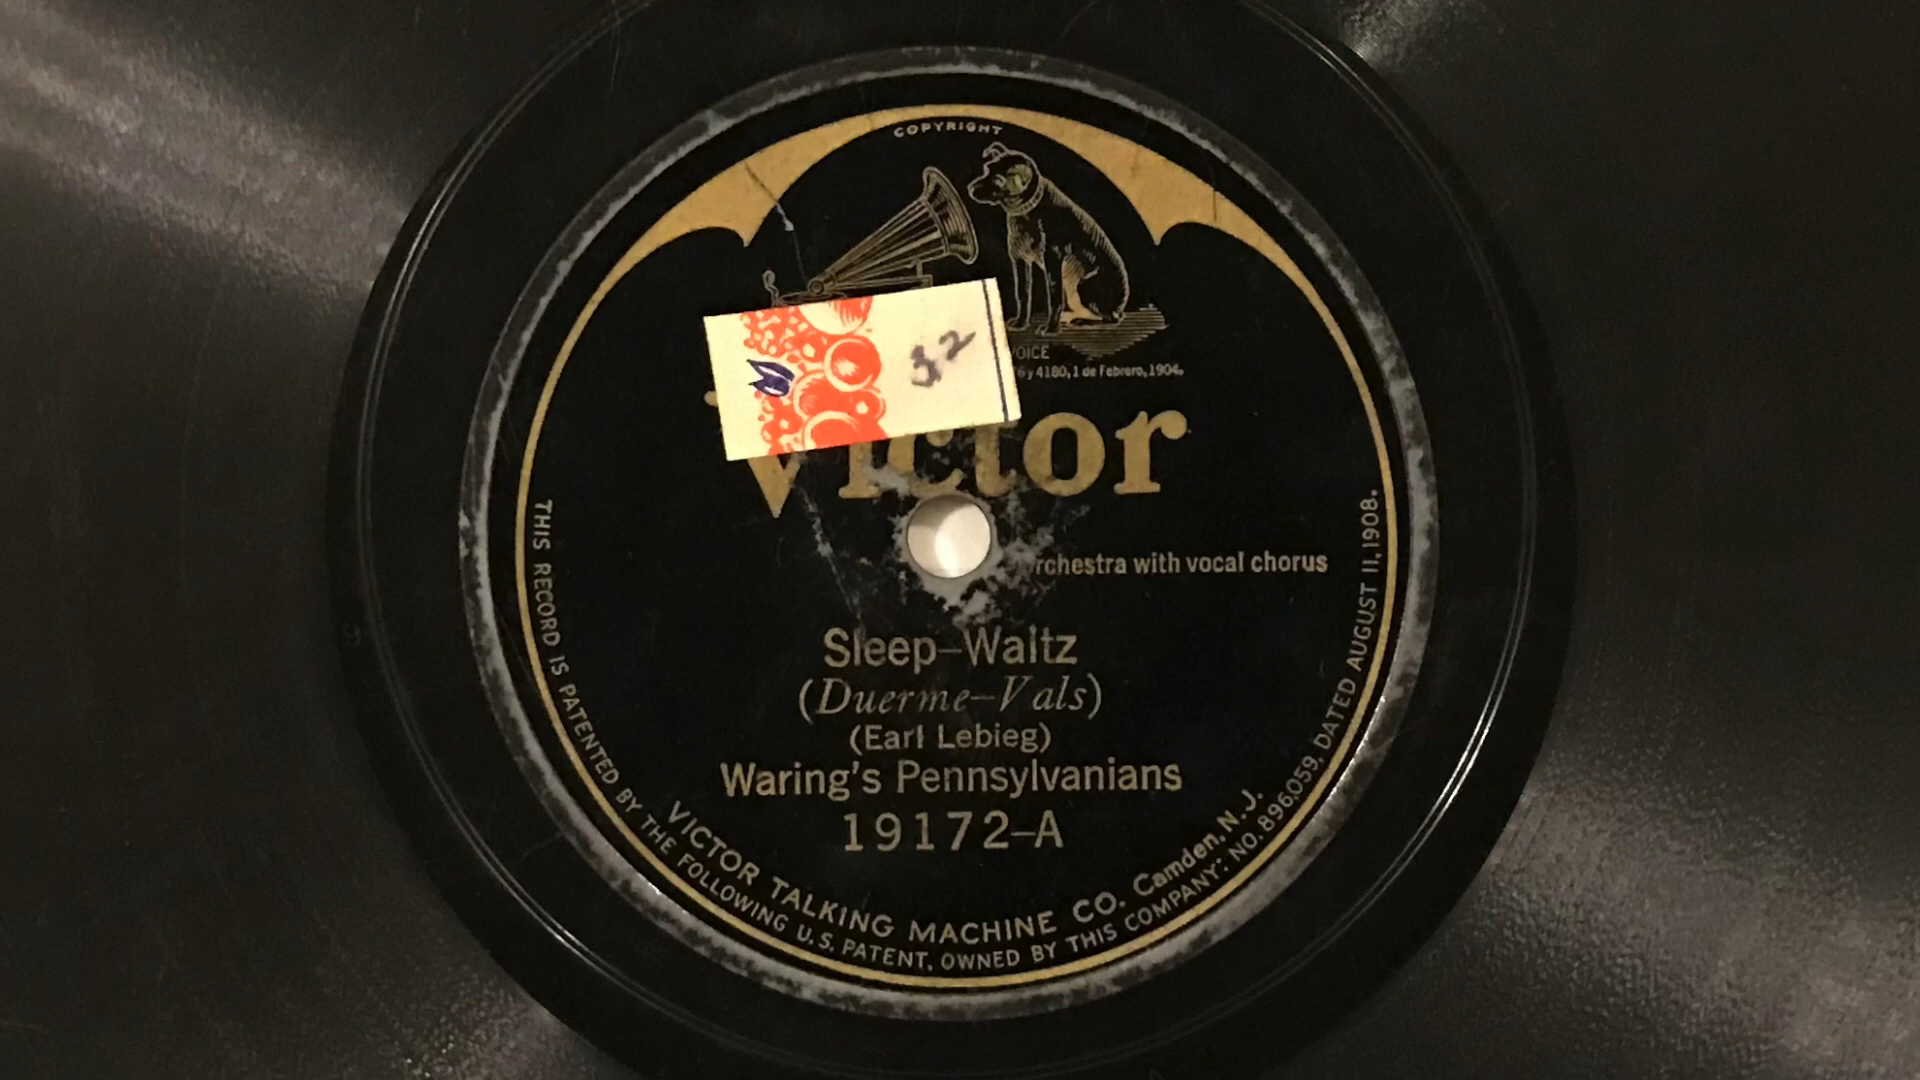 COPYRIGHT
VOICE
y 4180, 1 de Febrero, 1904.
$2
Victor
rchestra with vocal chorus
Sleep–Waltz
(Duerme–Vals)
(Earl Lebieg)
Waring's Pennsylvanians
19172–A
VICTOR TALKING MACHINE CO. Camden, N. J.
THIS RECORD IS PATENTED BY THE FOLLOWING U.S. PATENT, OWNED BY THIS COMPANY: NO. 896,059, DATED AUGUST 11, 1908.